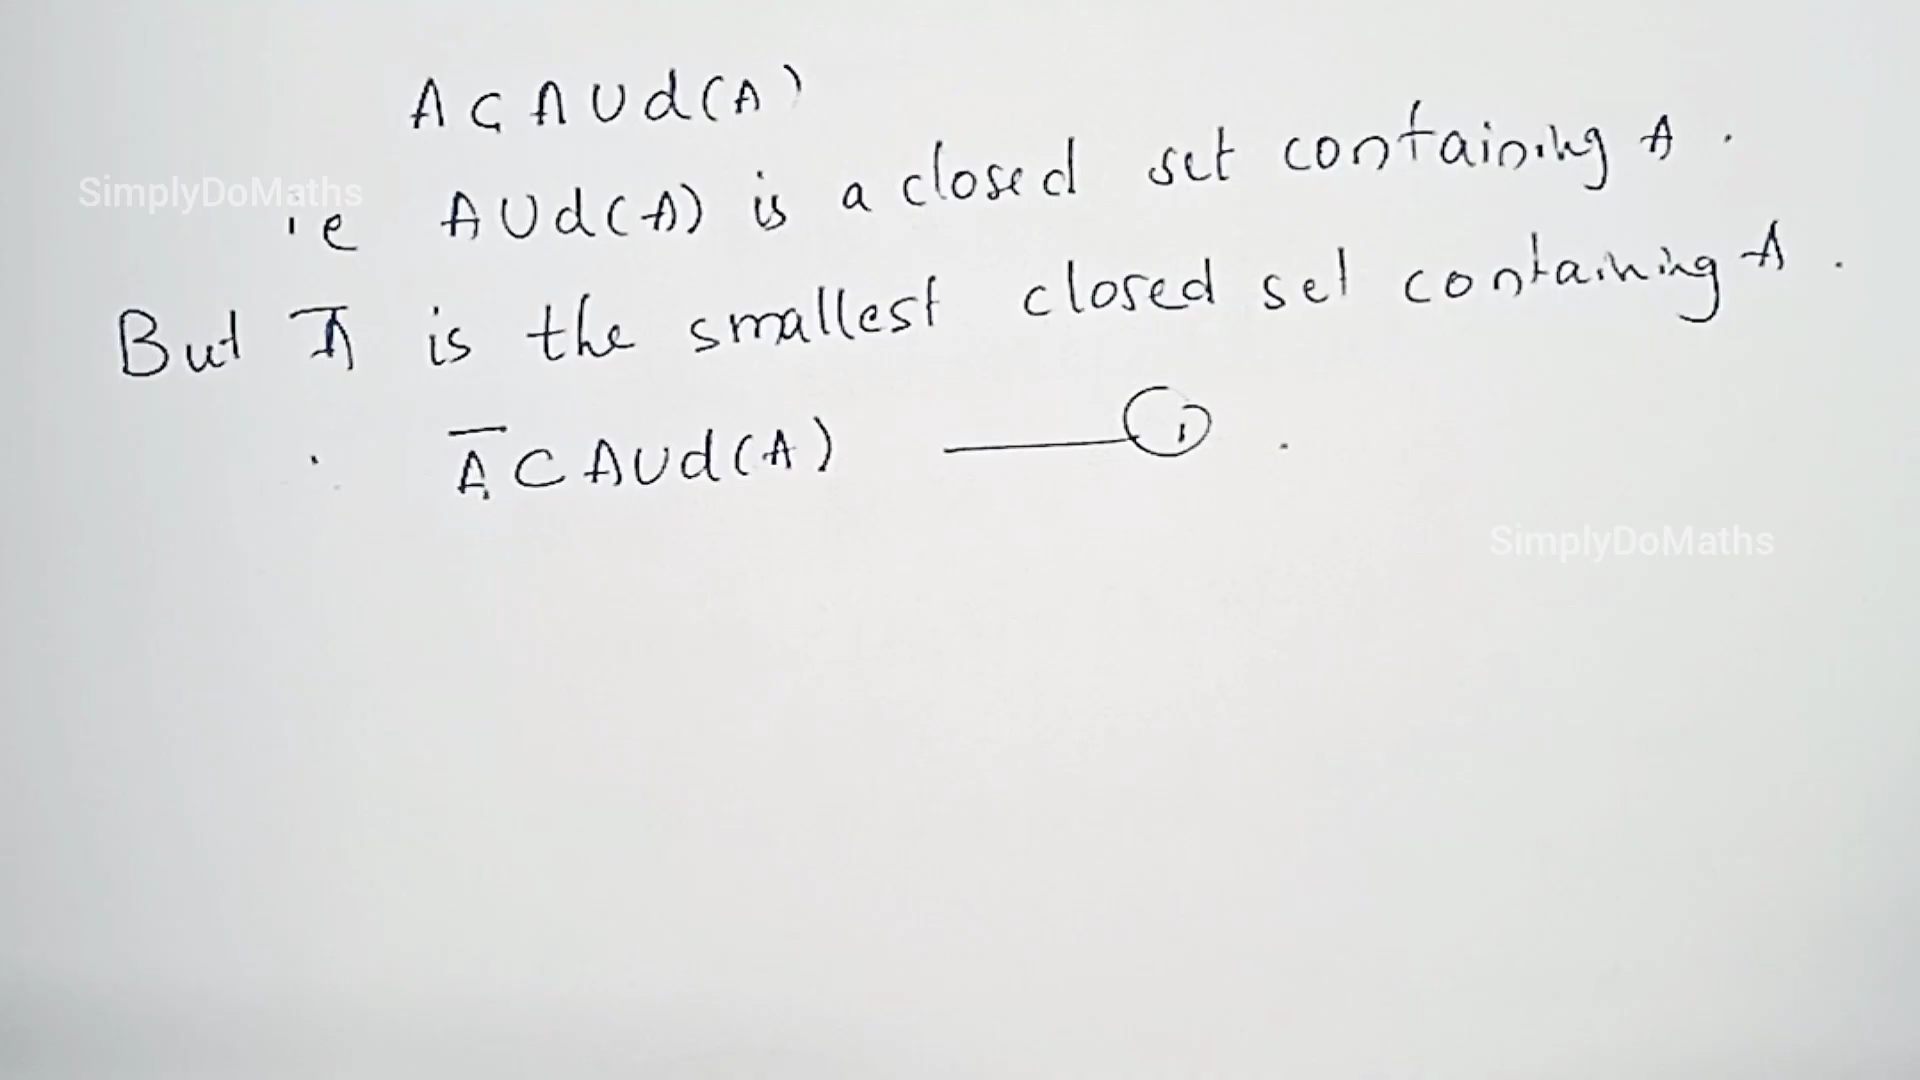 A ⊂ A ∪ d(A)
SimplyDoMaths
ie A ∪ d(A) is a closed set containing A.
But Ā is the smallest closed set containing A.
∴ Ā ⊂ A ∪ d(A) — ①.
SimplyDoMaths